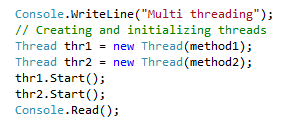 Console.WriteLine("Multi threading");
// Creating and initializing threads
Thread thr1 = new Thread(method1);
Thread thr2 = new Thread(method2);
thr1.Start();
thr2.Start();
Console.Read();